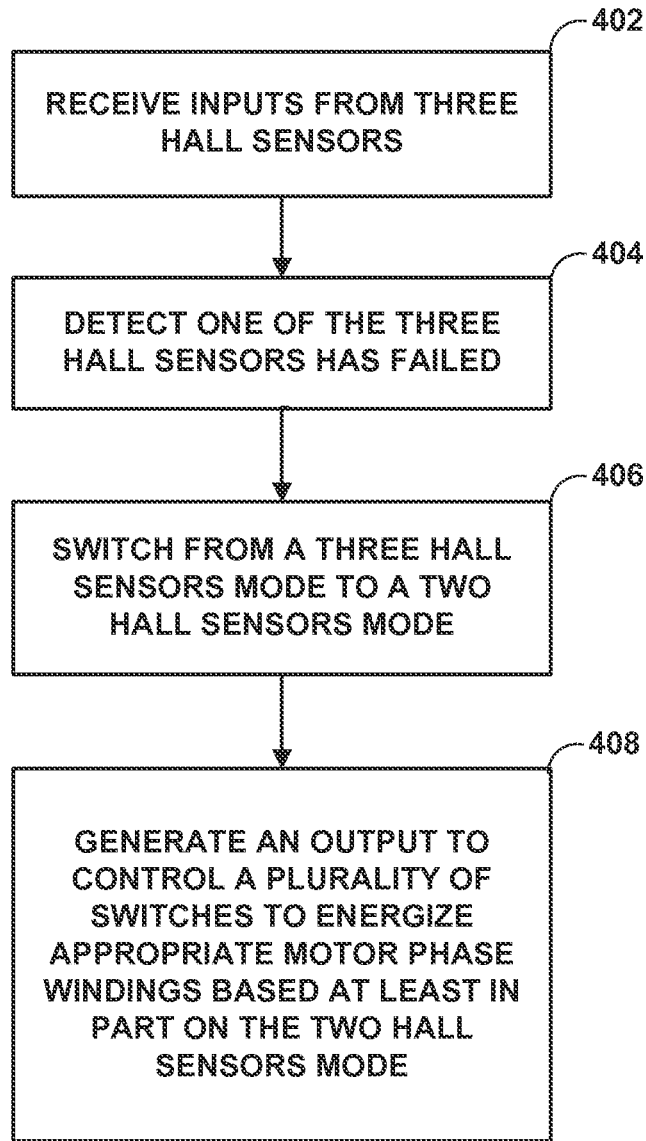 402
RECEIVE INPUTS FROM THREE
HALL SENSORS
404
DETECT ONE OF THE THREE
HALL SENSORS HAS FAILED
406
SWITCH FROM A THREE HALL
SENSORS MODE TO A TWO
HALL SENSORS MODE
408
GENERATE AN OUTPUT TO
CONTROL A PLURALITY OF
SWITCHES TO ENERGIZE
APPROPRIATE MOTOR PHASE
WINDINGS BASED AT LEAST IN
PART ON THE TWO HALL
SENSORS MODE